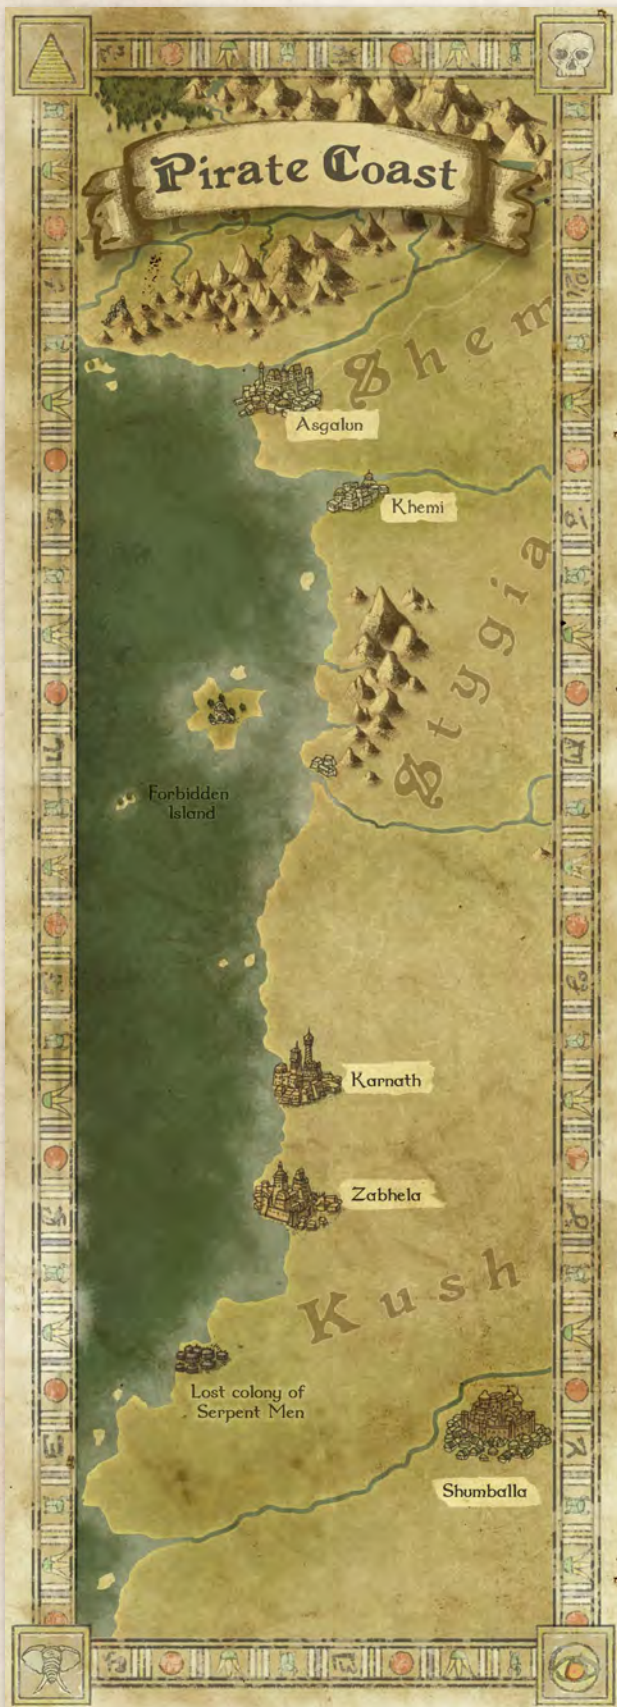 Pirate Coast
Shem
Asgalun
Khemi
Stygia
Forbidden
Island
Karnath
Zabhela
Kush
Lost colony of
Serpent Men
Shumballa